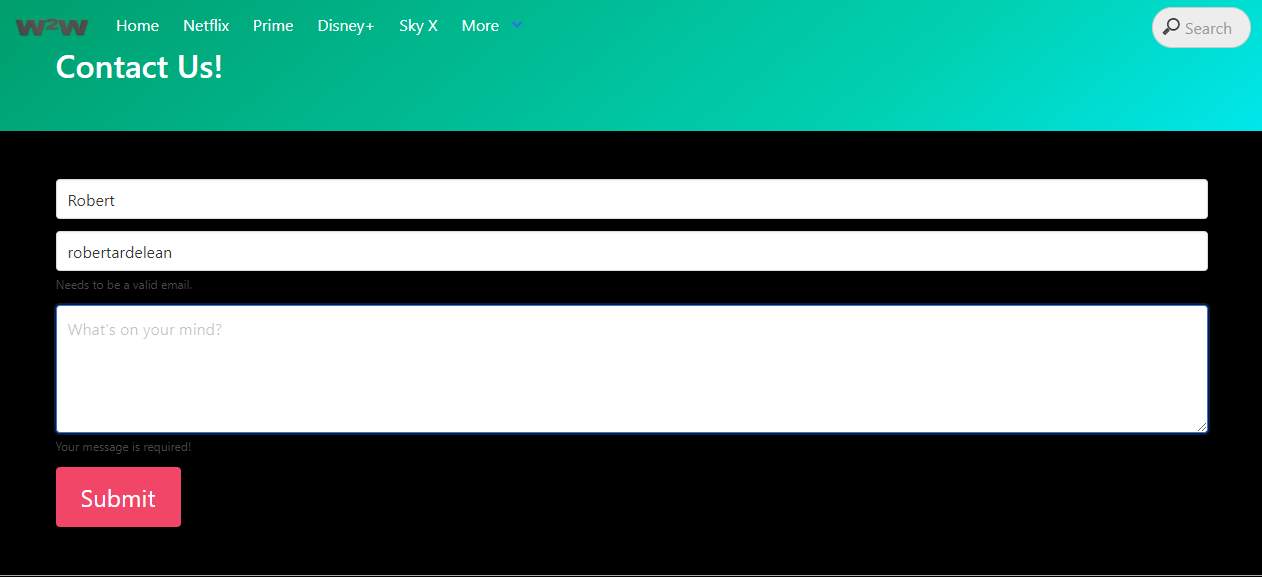 W2W Home Netflix Prime Disney+ Sky X More Search
Contact Us!
Robert
robertardelean
Needs to be a valid email.
What's on your mind?
Your message is required!
Submit